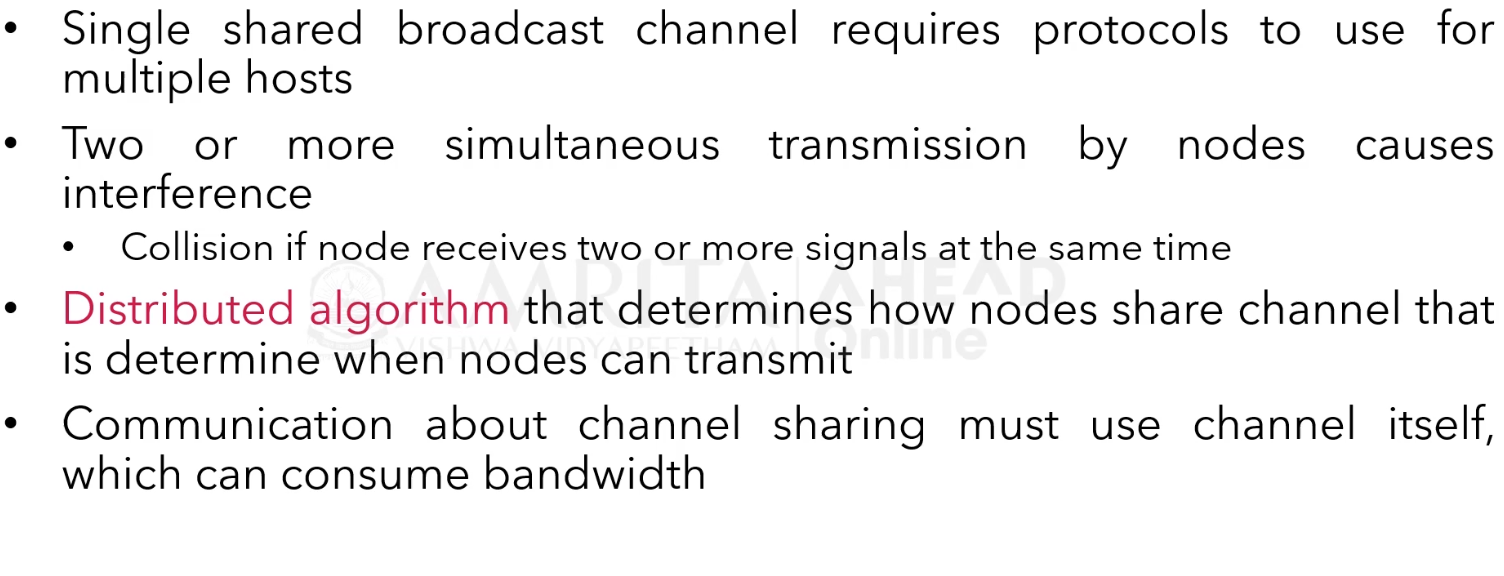 • Single shared broadcast channel requires protocols to use for
multiple hosts
• Two or more simultaneous transmission by nodes causes
interference
• Collision if node receives two or more signals at the same time
• Distributed algorithm that determines how nodes share channel that
is determine when nodes can transmit
• Communication about channel sharing must use channel itself,
which can consume bandwidth
AMRITA AHEAD
VISHWA VIDYAPEETHAM Online